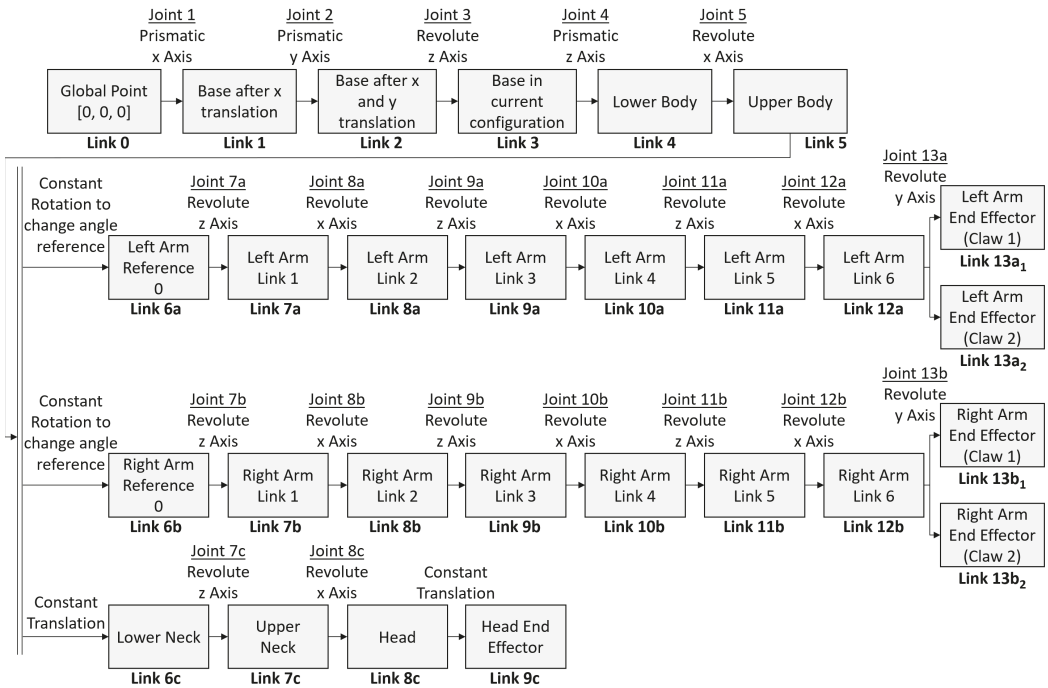 Joint 1
Prismatic
x Axis
Joint 2
Prismatic
y Axis
Joint 3
Revolute
z Axis
Joint 4
Prismatic
z Axis
Joint 5
Revolute
x Axis
Global Point
[0, 0, 0]
Link 0
Base after x
translation
Link 1
Base after x
and y
translation
Link 2
Base in
current
configuration
Link 3
Lower Body
Link 4
Upper Body
Link 5
Constant
Rotation to
change angle
reference
Joint 7a
Revolute
z Axis
Joint 8a
Revolute
x Axis
Joint 9a
Revolute
z Axis
Joint 10a
Revolute
x Axis
Joint 11a
Revolute
z Axis
Joint 12a
Revolute
x Axis
Joint 13a
Revolute
y Axis
Left Arm
Reference
0
Link 6a
Left Arm
Link 1
Link 7a
Left Arm
Link 2
Link 8a
Left Arm
Link 3
Link 9a
Left Arm
Link 4
Link 10a
Left Arm
Link 5
Link 11a
Left Arm
Link 6
Link 12a
Left Arm
End Effector
(Claw 1)
Link 13a₁
Left Arm
End Effector
(Claw 2)
Link 13a₂
Constant
Rotation to
change angle
reference
Joint 7b
Revolute
z Axis
Joint 8b
Revolute
x Axis
Joint 9b
Revolute
z Axis
Joint 10b
Revolute
x Axis
Joint 11b
Revolute
z Axis
Joint 12b
Revolute
x Axis
Joint 13b
Revolute
y Axis
Right Arm
Reference
0
Link 6b
Right Arm
Link 1
Link 7b
Right Arm
Link 2
Link 8b
Right Arm
Link 3
Link 9b
Right Arm
Link 4
Link 10b
Right Arm
Link 5
Link 11b
Right Arm
Link 6
Link 12b
Right Arm
End Effector
(Claw 1)
Link 13b₁
Right Arm
End Effector
(Claw 2)
Link 13b₂
Constant
Translation
Joint 7c
Revolute
z Axis
Joint 8c
Revolute
x Axis
Constant
Translation
Lower Neck
Link 6c
Upper
Neck
Link 7c
Head
Link 8c
Head End
Effector
Link 9c